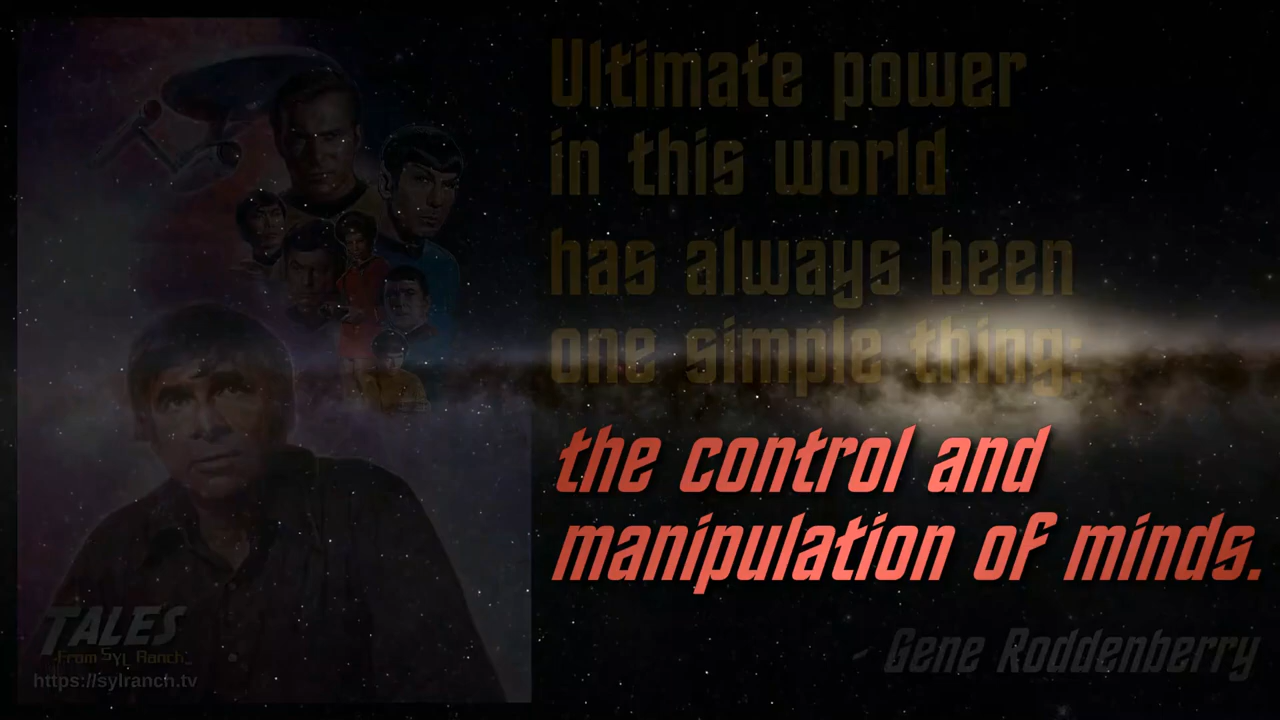 Ultimate power
in this world
has always been
one simple thing:
the control and
manipulation of minds.
- Gene Roddenberry
TALES
From SYL Ranch
https://sylranch.tv